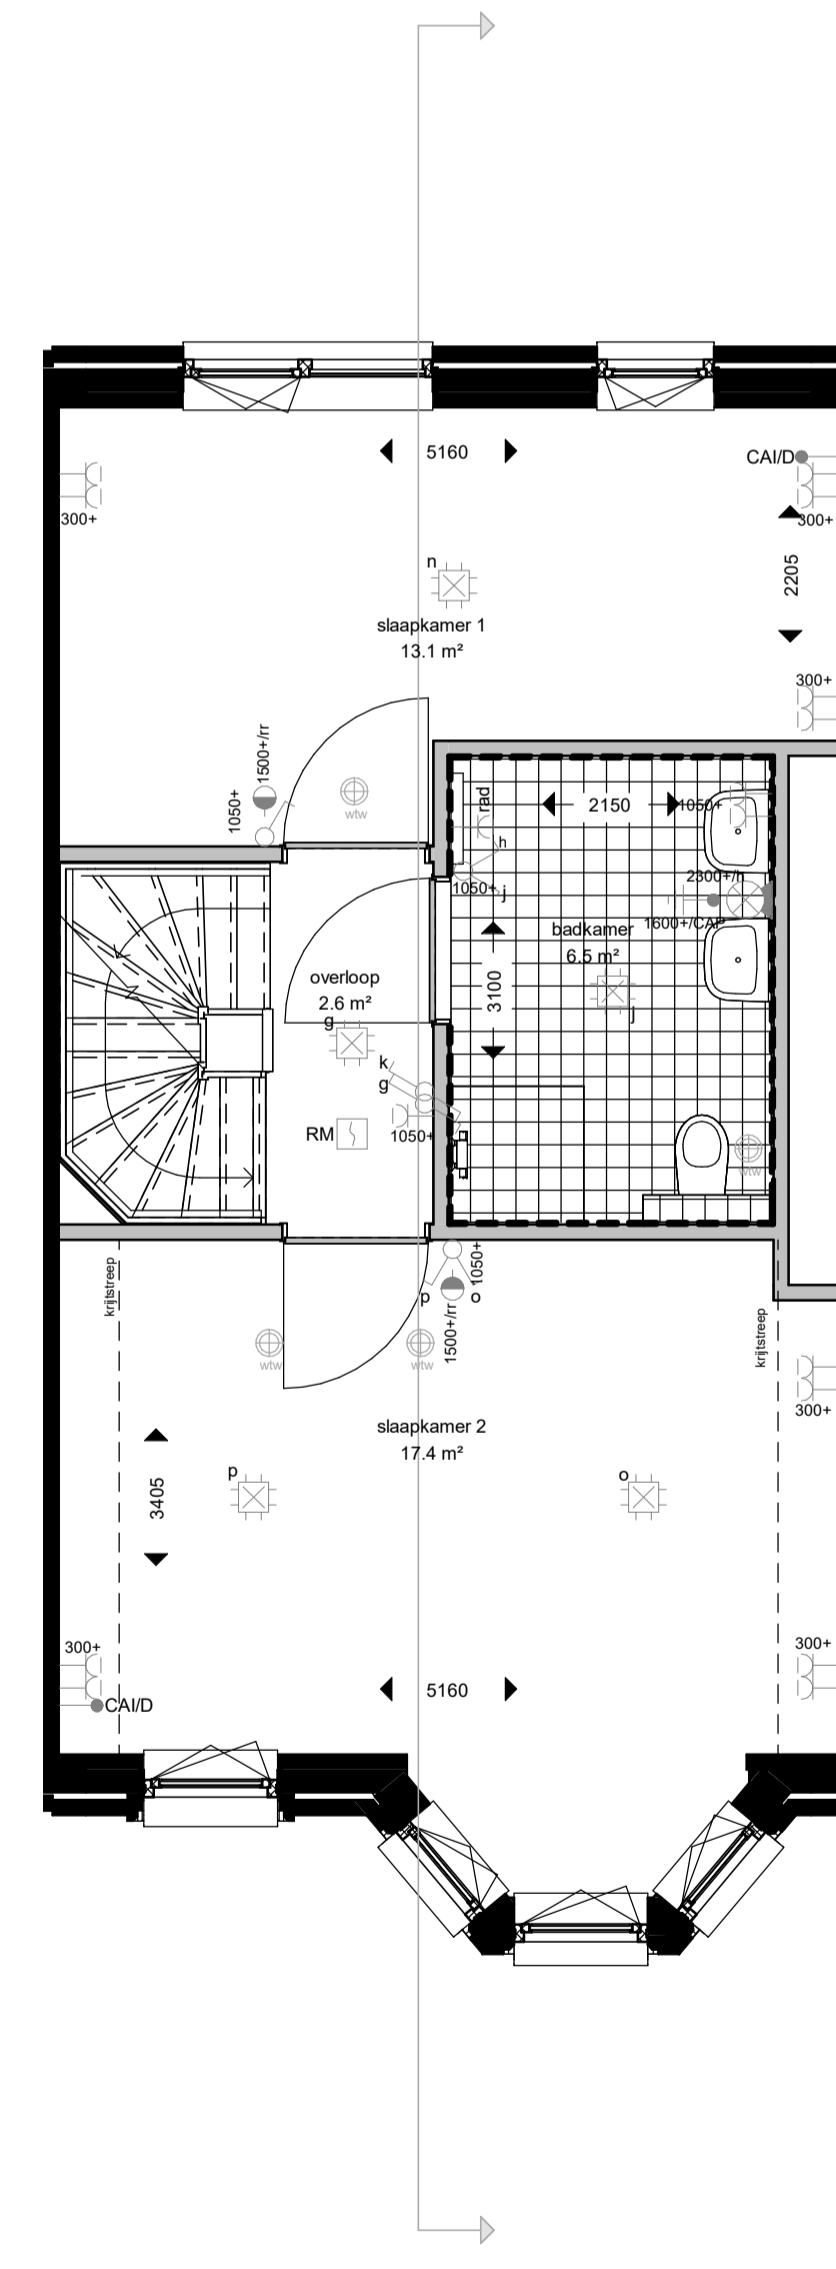 5160
CAI/D
300+
300+
2205
n
slaapkamer 1
13.1 m²
300+
1500+/rr
1050+
wtw
rad
2150
1050+
h
1050+
j
2300+/h
1600+/CAP
badkamer
6.5 m²
3100
j
overloop
2.6 m²
g
k
g
RM
1050+
wtw
krijtstreep
1050+
p
o
1500+/rr
krijtstreep
wtw
wtw
300+
slaapkamer 2
17.4 m²
p
o
3405
300+
300+
CAI/D
5160